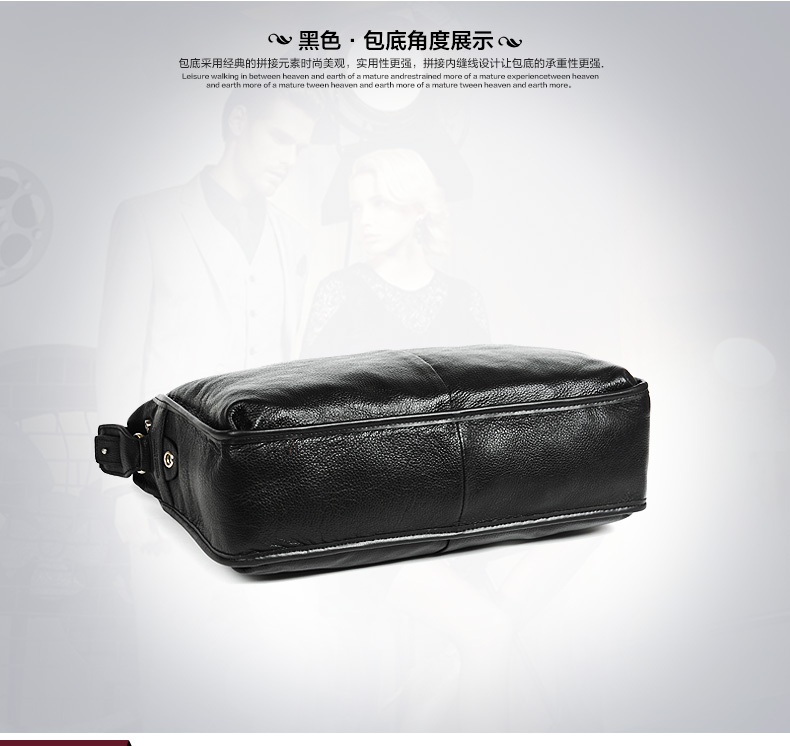 黑色·包底角度展示
包底采用经典的拼接元素时尚美观，实用性更强，拼接内缝线设计让包底的承重性更强.
Leisure walking in between heaven and earth of a mature andrestrained more of a mature experiencetween heaven
and earth more of a mature tween heaven and earth more of a mature tween heaven and earth more。